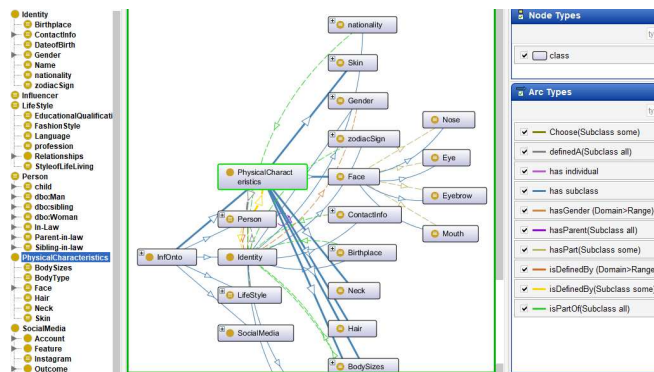 Identity
Birthplace
ContactInfo
DateofBirth
Gender
Name
nationality
zodiacSign
Influencer
LifeStyle
EducationalQualificati
FashionStyle
Language
profession
Relationships
StyleofLifeLiving
Person
child
dbo:Man
dbo:sibling
dbo:Woman
In-Law
Parent-in-law
Sibling-in-law
PhysicalCharacteristics
BodySizes
BodyType
Face
Hair
Neck
Skin
SocialMedia
Account
Feature
Instagram
Outcome
nationality
Skin
Gender
Nose
zodiacSign
Eye
PhysicalCharact
eristics
Face
Eyebrow
Person
ContactInfo
Mouth
InfOnto
Identity
Birthplace
LifeStyle
Neck
SocialMedia
Hair
BodySizes
Node Types
ty
class
Arc Types
ty
Choose(Subclass some)
definedA(Subclass all)
has individual
has subclass
hasGender (Domain>Range)
hasParent(Subclass all)
hasPart(Subclass some)
isDefinedBy (Domain>Range
isDefinedBy(Subclass some)
isPartOf(Subclass all)